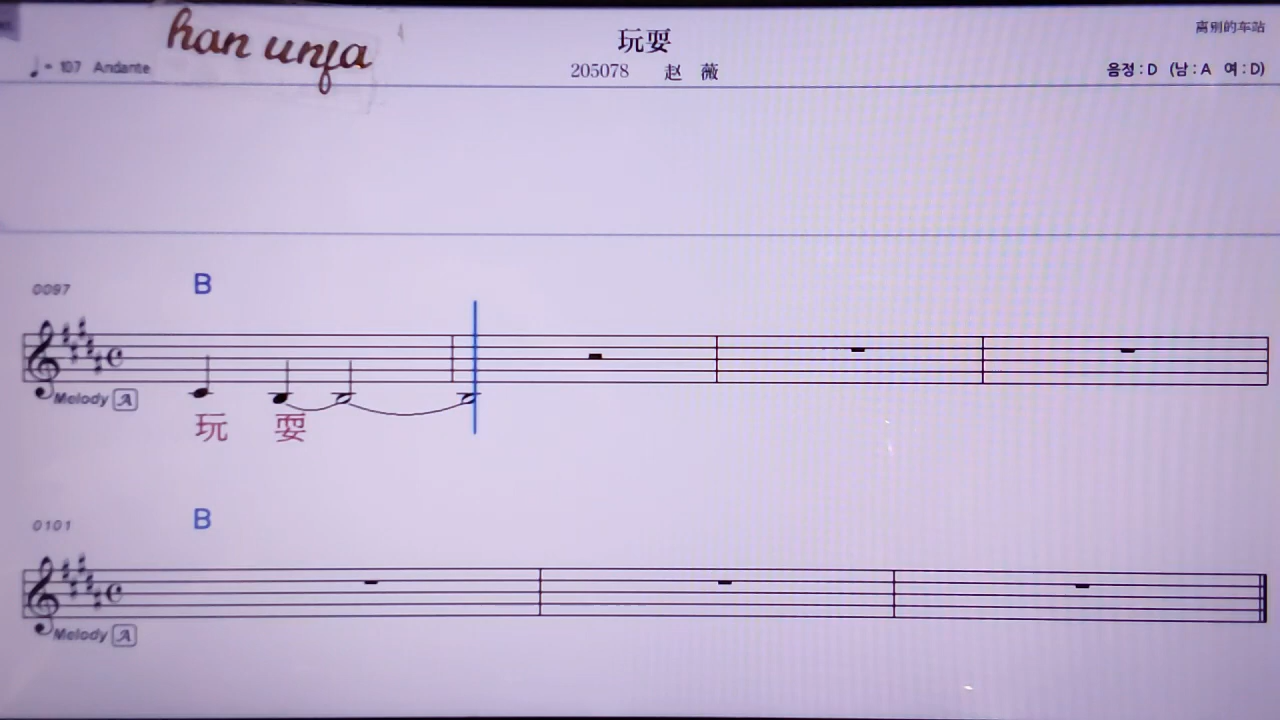 han unfa
玩耍
离别的车站
♩= 107 Andante
205078 赵 薇
음정 : D (남 : A 여 : D)
0097
B
Melody A
玩 耍
0101
B
Melody A